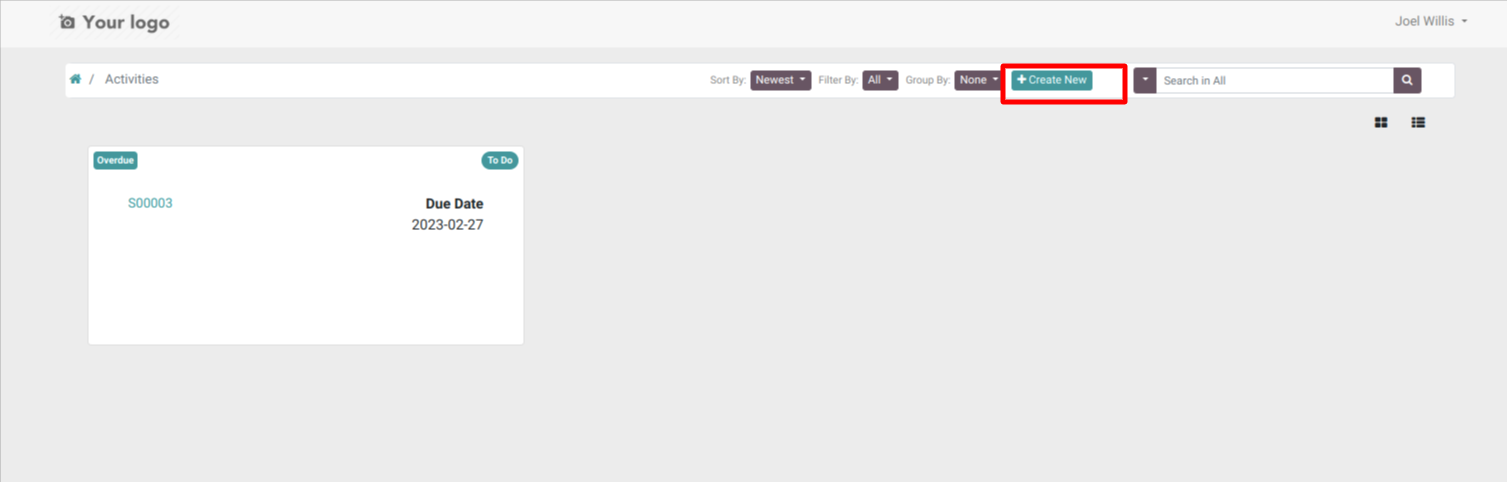 Your logo
Joel Willis
/ Activities
Sort By: Newest Filter By: All Group By: None + Create New Search in All
Overdue To Do
S00003 Due Date
2023-02-27